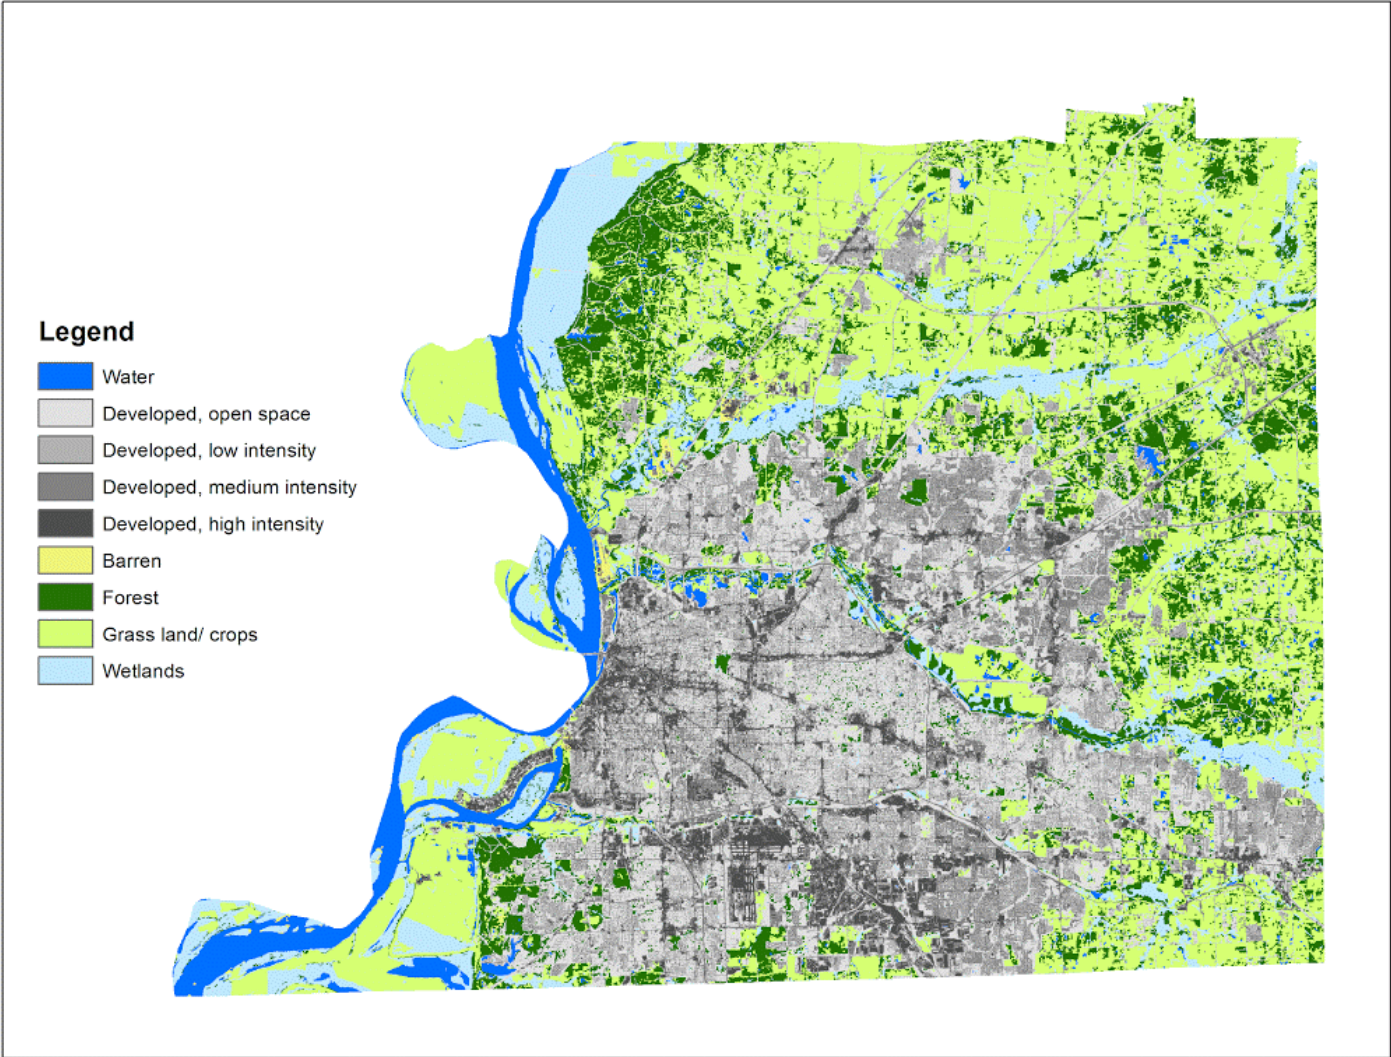 Legend
Water
Developed, open space
Developed, low intensity
Developed, medium intensity
Developed, high intensity
Barren
Forest
Grass land/ crops
Wetlands